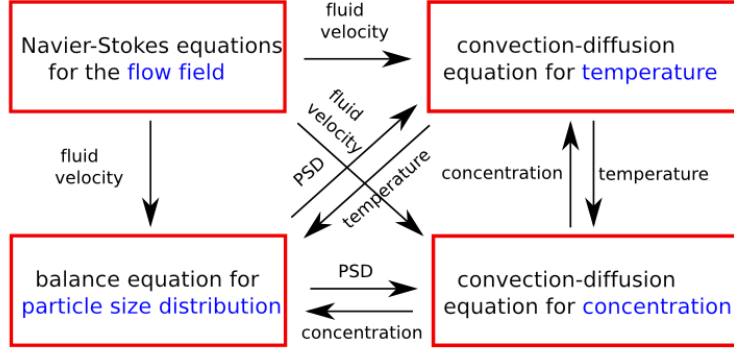 fluid
velocity
Navier-Stokes equations
for the flow field
convection-diffusion
equation for temperature
fluid
velocity
fluid
velocity
PSD
temperature
concentration
temperature
balance equation for
particle size distribution
PSD
concentration
convection-diffusion
equation for concentration